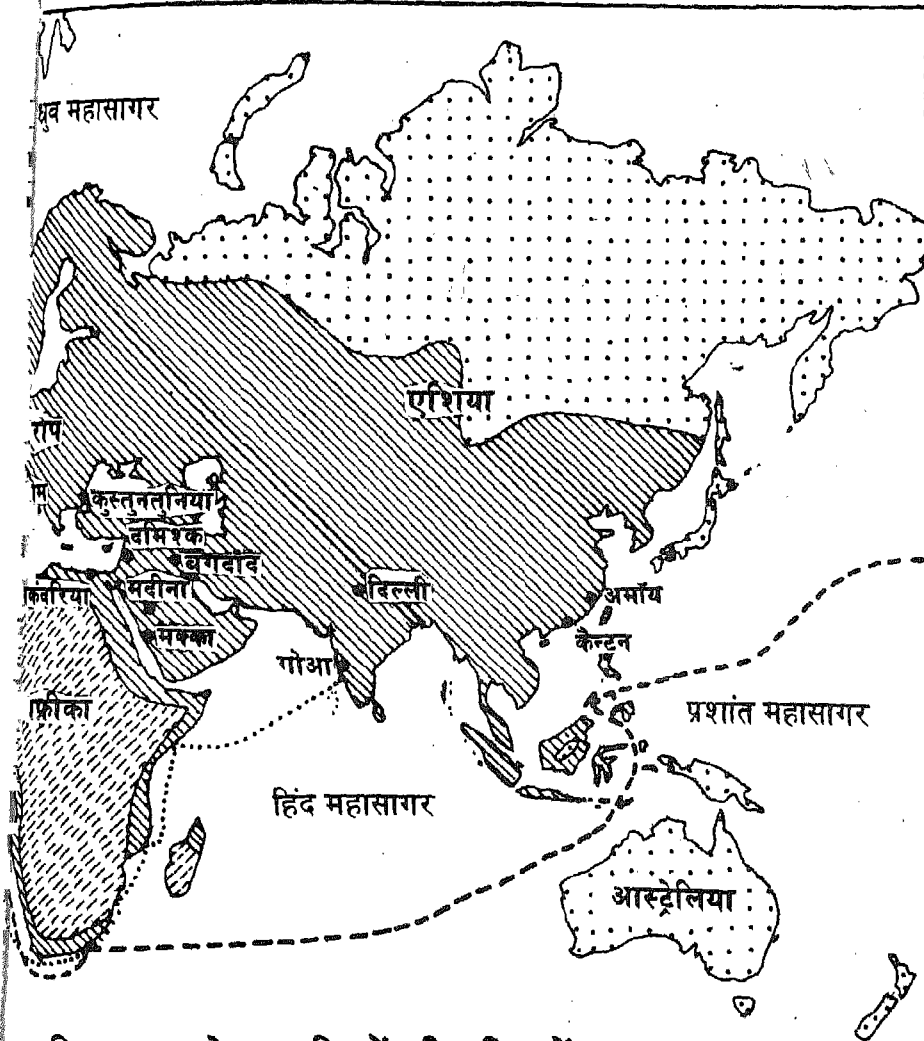 ध्रुव महासागर
एशिया
रोप
कुस्तुनतुनिया
दमिश्क
बगदाद
मदीना
दिल्ली
अमॉय
मक्का
कैन्टन
गोआ
फ्रीका
प्रशांत महासागर
हिंद महासागर
आस्ट्रेलिया